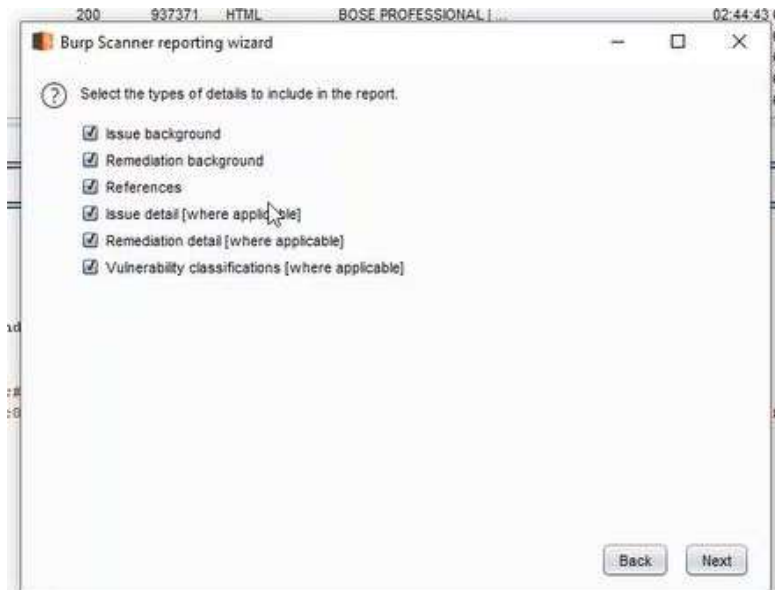 200 937371 HTML BOSE PROFESSIONAL | ... 02:44:43
Burp Scanner reporting wizard
Select the types of details to include in the report.
Issue background
Remediation background
References
Issue detail [where applicable]
Remediation detail [where applicable]
Vulnerability classifications [where applicable]
Back Next